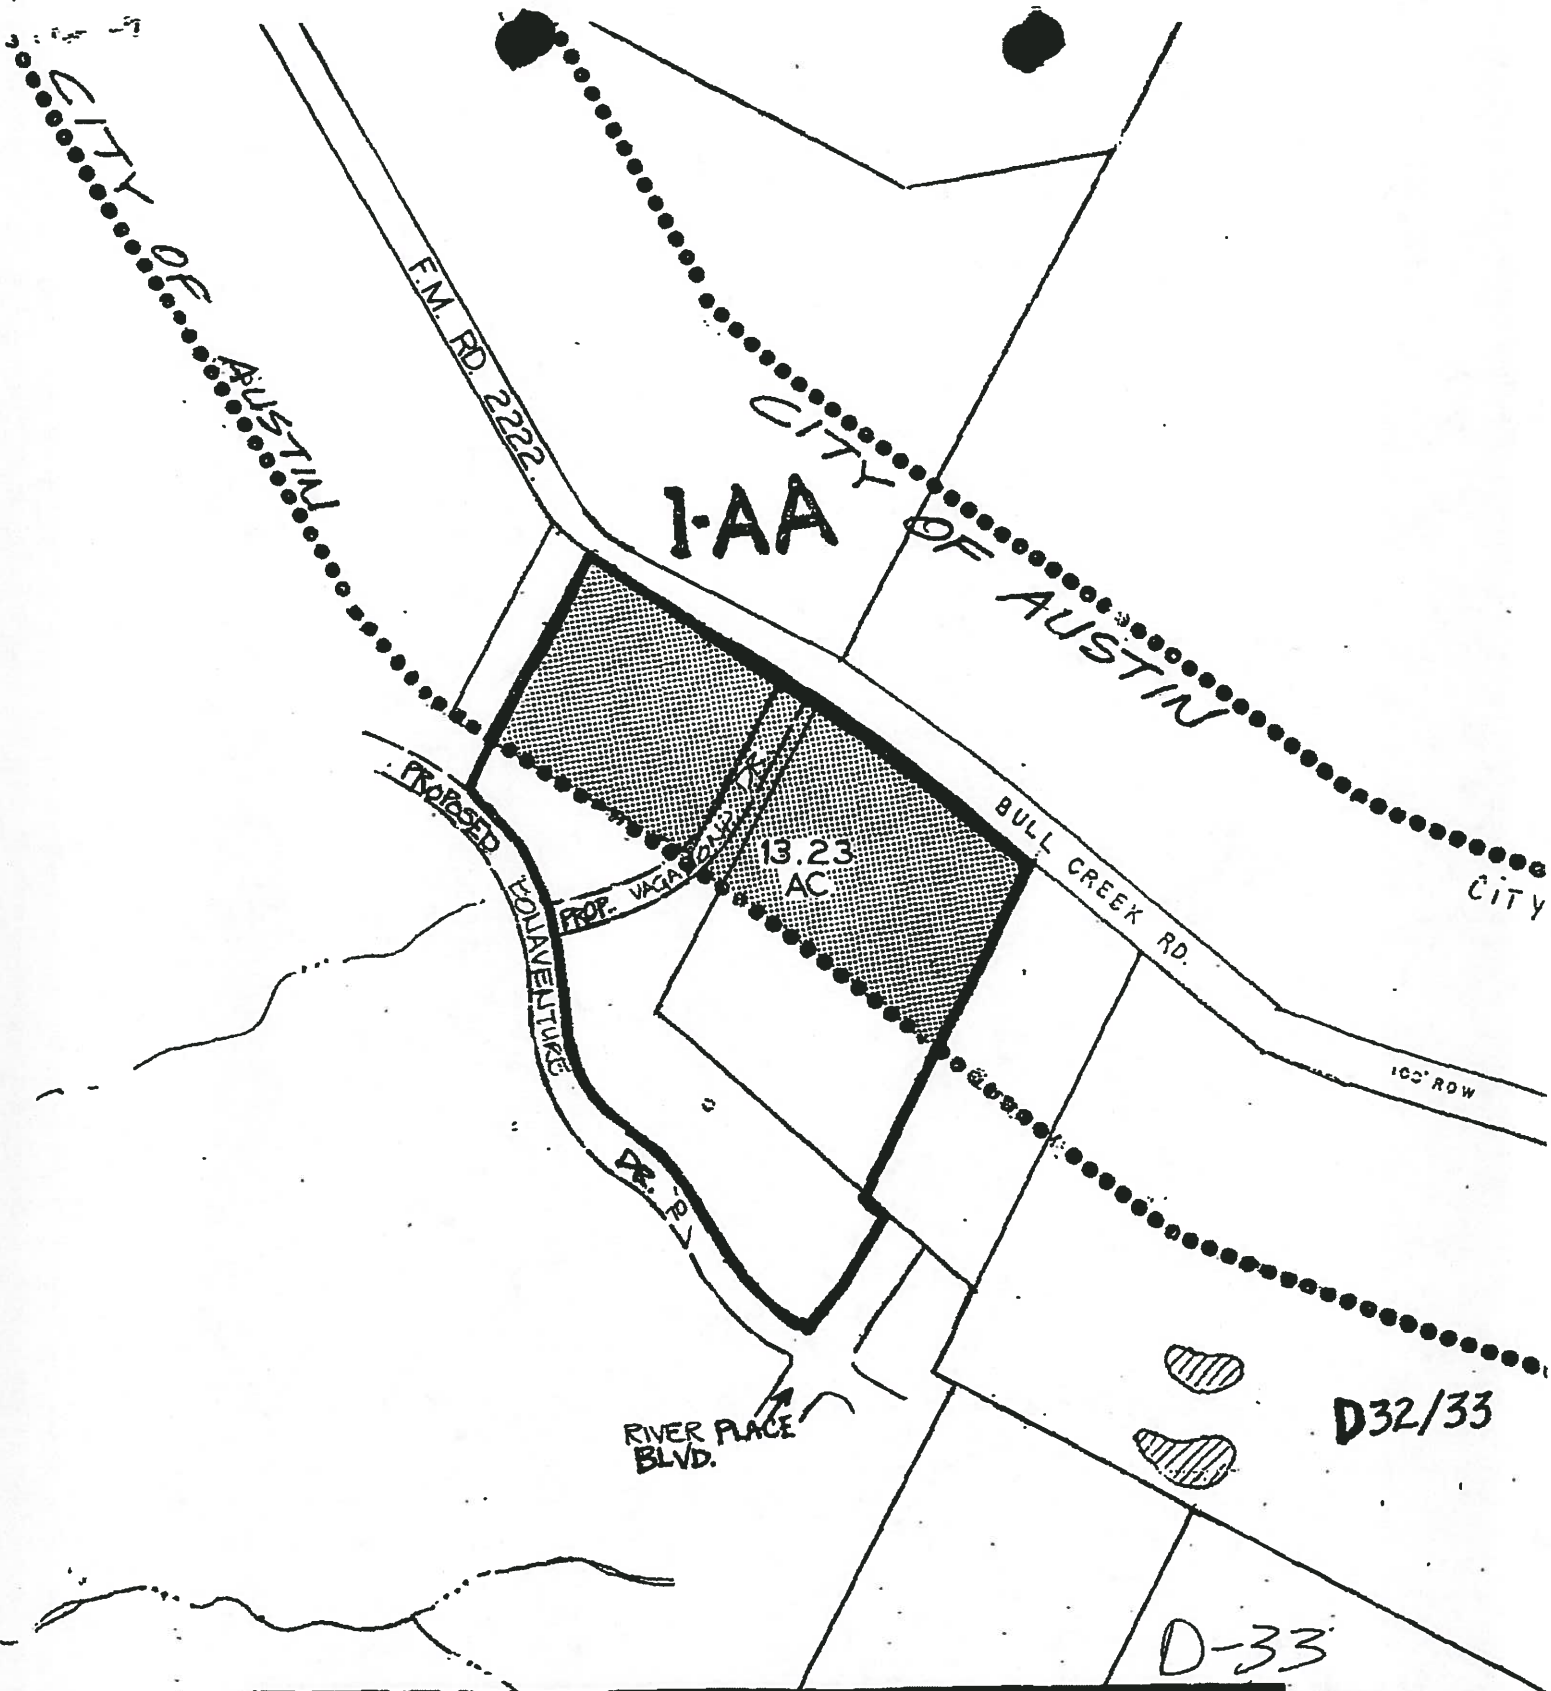 CITY OF AUSTIN
F.M. RD. 2222.
CITY OF AUSTIN
1-AA
PROPOSED BONAVENTURE DR.
PROP. VAGA
13.23
AC.
BULL CREEK RD.
CITY
100' ROW
RIVER PLACE
BLVD.
D32/33
D-33